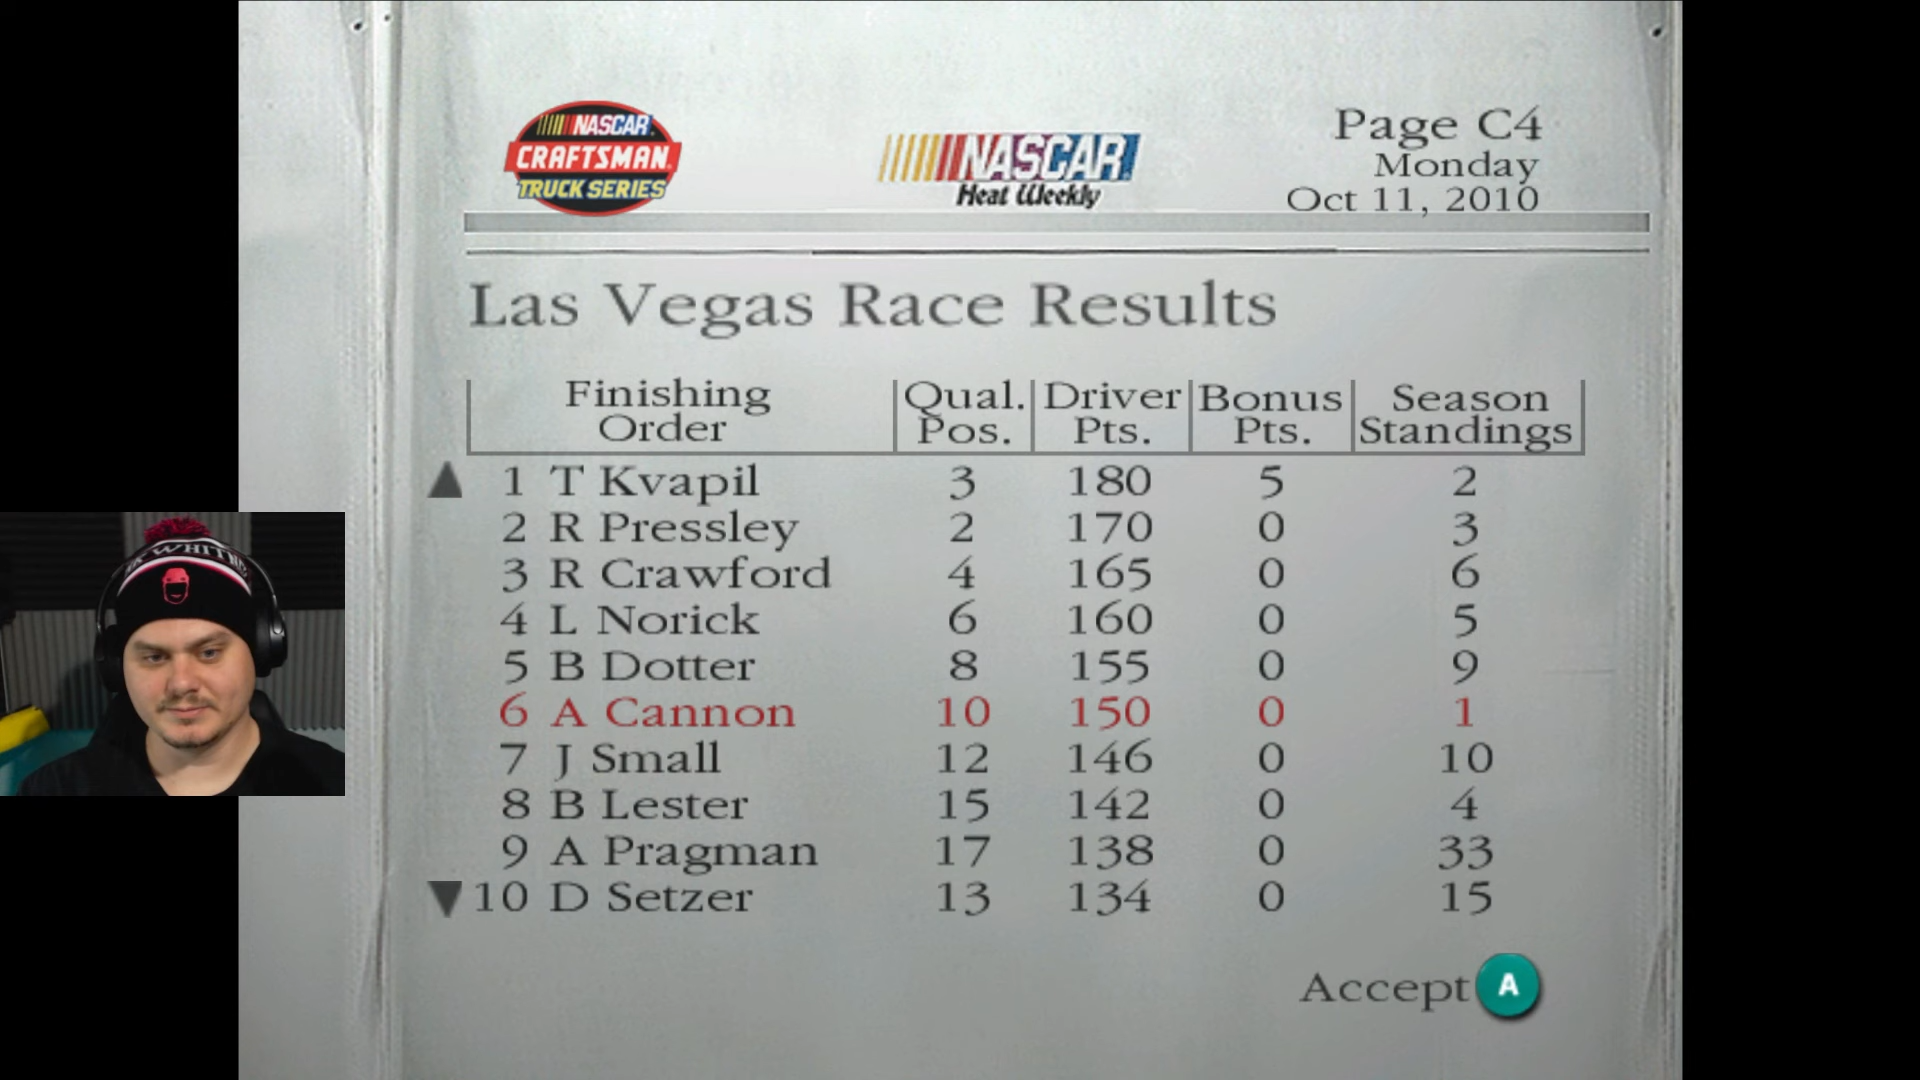 NASCAR
CRAFTSMAN
TRUCK SERIES
NASCAR
Heat Weekly
Page C4
Monday
Oct 11, 2010
Las Vegas Race Results
Finishing Order Qual. Pos. Driver Pts. Bonus Pts. Season Standings
1 T Kvapil 3 180 5 2
2 R Pressley 2 170 0 3
3 R Crawford 4 165 0 6
4 L Norick 6 160 0 5
5 B Dotter 8 155 0 9
6 A Cannon 10 150 0 1
7 J Small 12 146 0 10
8 B Lester 15 142 0 4
9 A Pragman 17 138 0 33
10 D Setzer 13 134 0 15
Accept A